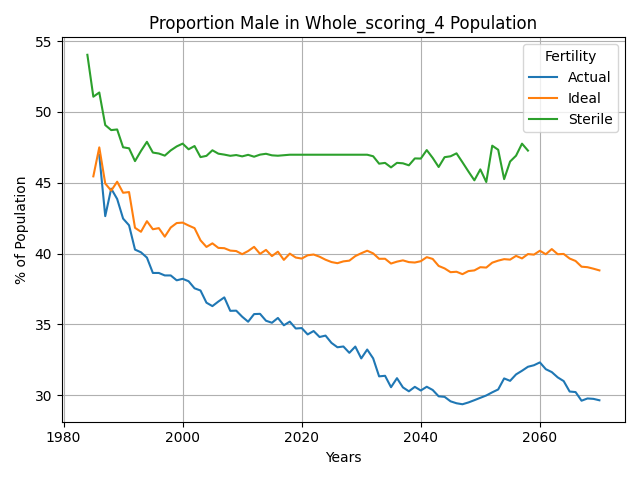 Proportion Male in Whole_scoring_4 Population
55
50
45
40
35
30
% of Population
Fertility
Actual
Ideal
Sterile
1980
2000
2020
2040
2060
Years